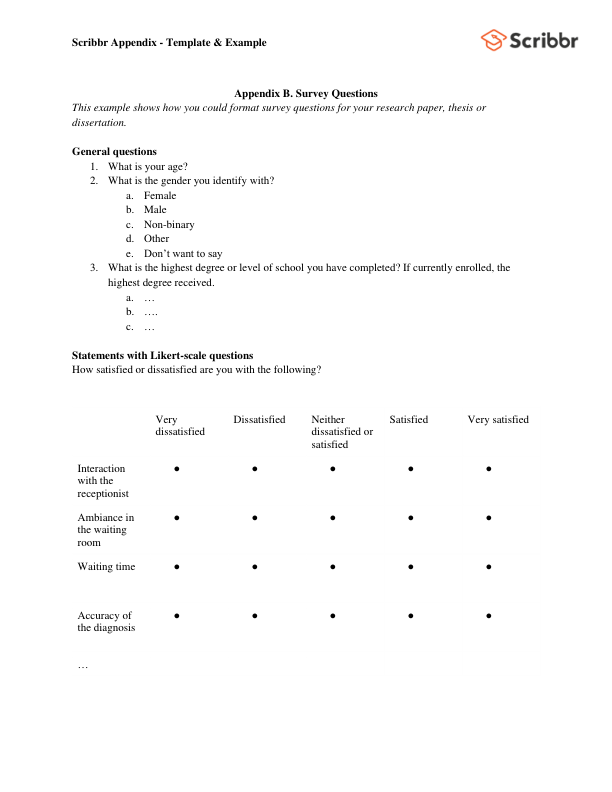 Scribbr Appendix - Template & Example
Scribbr
Appendix B. Survey Questions
This example shows how you could format survey questions for your research paper, thesis or
dissertation.
General questions
1. What is your age?
2. What is the gender you identify with?
a. Female
b. Male
c. Non-binary
d. Other
e. Don’t want to say
3. What is the highest degree or level of school you have completed? If currently enrolled, the
highest degree received.
a. …
b. ….
c. …
Statements with Likert-scale questions
How satisfied or dissatisfied are you with the following?
Very
dissatisfied
Dissatisfied
Neither
dissatisfied or
satisfied
Satisfied
Very satisfied
Interaction
with the
receptionist
● ● ● ● ●
Ambiance in
the waiting
room
● ● ● ● ●
Waiting time
● ● ● ● ●
Accuracy of
the diagnosis
● ● ● ● ●
…